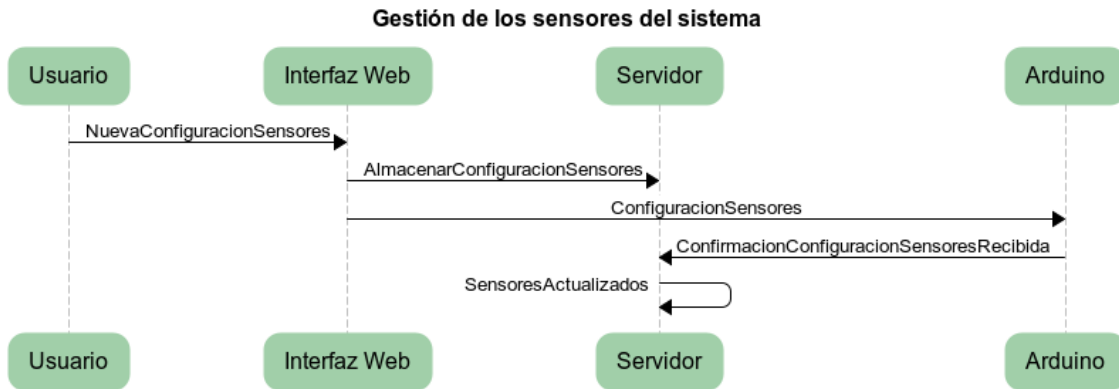 Gestión de los sensores del sistema
Usuario Interfaz Web Servidor Arduino
NuevaConfiguracionSensores
AlmacenarConfiguracionSensores
ConfiguracionSensores
ConfirmacionConfiguracionSensoresRecibida
SensoresActualizados
Usuario Interfaz Web Servidor Arduino